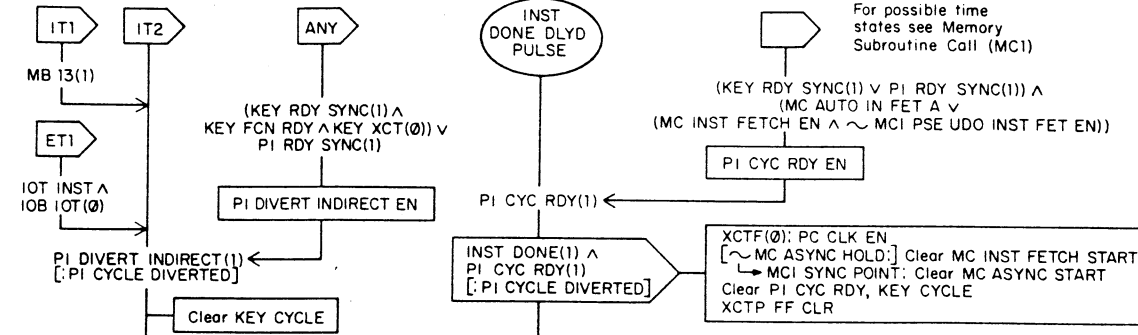 IT1
IT2
MB 13(1)
ET1
IOT INST ∧
IOB IOT(Ø)
ANY
(KEY RDY SYNC(1) ∧
KEY FCN RDY ∧ KEY XCT(Ø)) ∨
PI RDY SYNC(1)
PI DIVERT INDIRECT EN
PI DIVERT INDIRECT(1)
[:PI CYCLE DIVERTED]
Clear KEY CYCLE
INST
DONE DLYD
PULSE
For possible time
states see Memory
Subroutine Call (MC1)
(KEY RDY SYNC(1) ∨ PI RDY SYNC(1)) ∧
(MC AUTO IN FET A ∨
(MC INST FETCH EN ∧ ~ MCI PSE UDO INST FET EN))
PI CYC RDY EN
PI CYC RDY(1)
INST DONE(1) ∧
PI CYC RDY(1)
[:PI CYCLE DIVERTED]
XCTF(Ø): PC CLK EN
[~ MC ASYNC HOLD:] Clear MC INST FETCH START
MCI SYNC POINT: Clear MC ASYNC START
Clear PI CYC RDY, KEY CYCLE
XCTP FF CLR